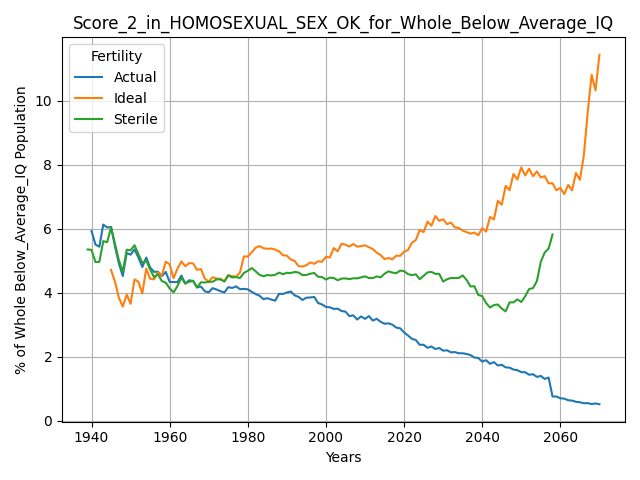 Score_2_in_HOMOSEXUAL_SEX_OK_for_Whole_Below_Average_IQ
Fertility
Actual
Ideal
Sterile
% of Whole Below_Average_IQ Population
10
8
6
4
2
0
1940 1960 1980 2000 2020 2040 2060
Years